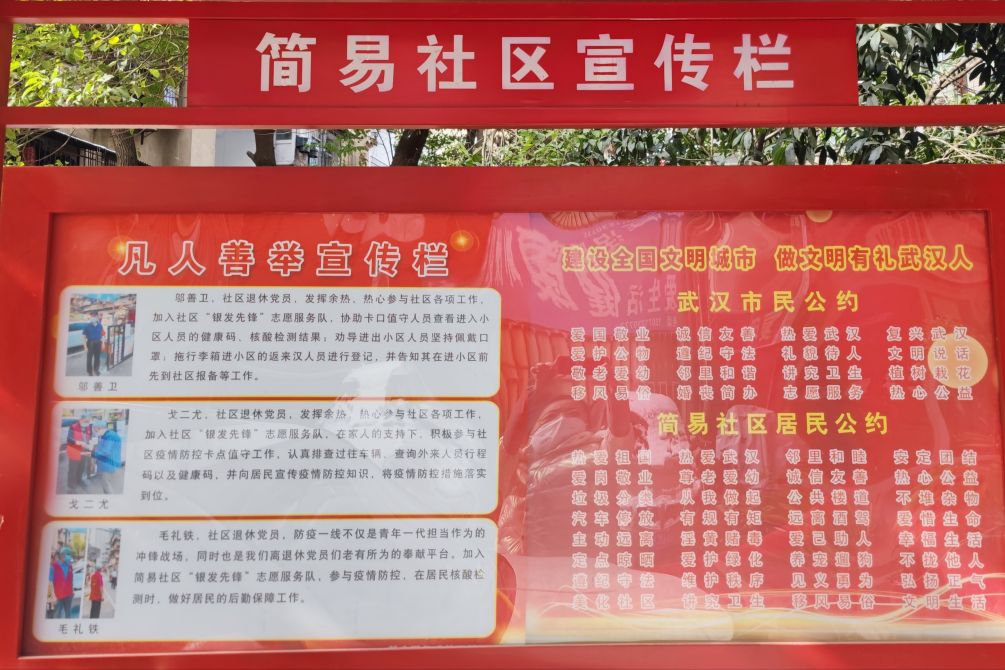 简易社区宣传栏
凡人善举宣传栏
邬善卫，社区退休党员，发挥余热，热心参与社区各项工作，
加入社区“银发先锋”志愿服务队，协助卡口值守人员查看进入小
区人员的健康码、核酸检测结果；劝导进出小区人员坚持佩戴口
罩；拖行李箱进小区的返来汉人员进行登记，并告知其在进小区前
先到社区报备等工作。
邬善卫
戈二尤，社区退休党员，发挥余热，热心参与社区各项工作，
加入社区“银发先锋”志愿服务队，在家人的支持下，积极参与社
区疫情防控卡点值守工作，认真排查过往车辆、查询外来人员行程
码以及健康码，并向居民宣传疫情防控知识，将疫情防控措施落实
到位。
戈二尤
毛礼铁，社区退休党员，防疫一线不仅是青年一代担当作为的
冲锋战场，同时也是我们离退休党员们老有所为的奉献平台。加入
简易社区“银发先锋”志愿服务队，参与疫情防控，在居民核酸检
测时，做好居民的后勤保障工作。
毛礼铁
建设全国文明城市 做文明有礼武汉人
武汉市民公约
爱国敬业 诚信友善 热爱武汉 复兴武汉
爱护公物 遵纪守法 礼貌待人 文明说话
敬老爱幼 邻里和谐 讲究卫生 植树栽花
移风易俗 婚丧简办 志愿服务 热心公益
简易社区居民公约
热爱祖国 热爱武汉 邻里和睦 安定团结
爱岗敬业 尊老爱幼 诚信友善 热心公益
垃圾分类 从我做起 公共楼道 不堆杂物
汽车停放 有规有矩 远离酒驾 爱惜生命
主动远离 淫黄赌毒 爱己助人 幸福生活
定点晾晒 爱护绿化 养宠遛狗 不扰他人
遵纪守法 维护秩序 见义勇为 弘扬正气
美化社区 讲究卫生 移风易俗 文明生活